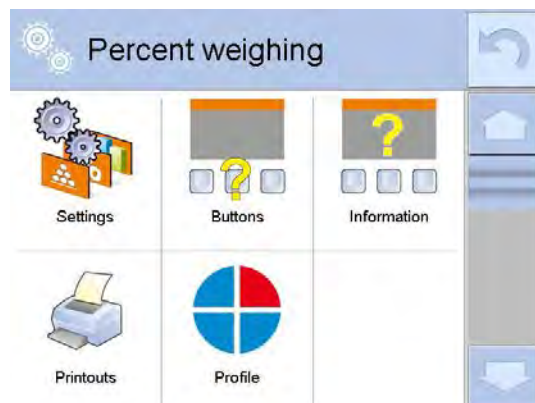 Percent weighing
Settings
Buttons
Information
Printouts
Profile